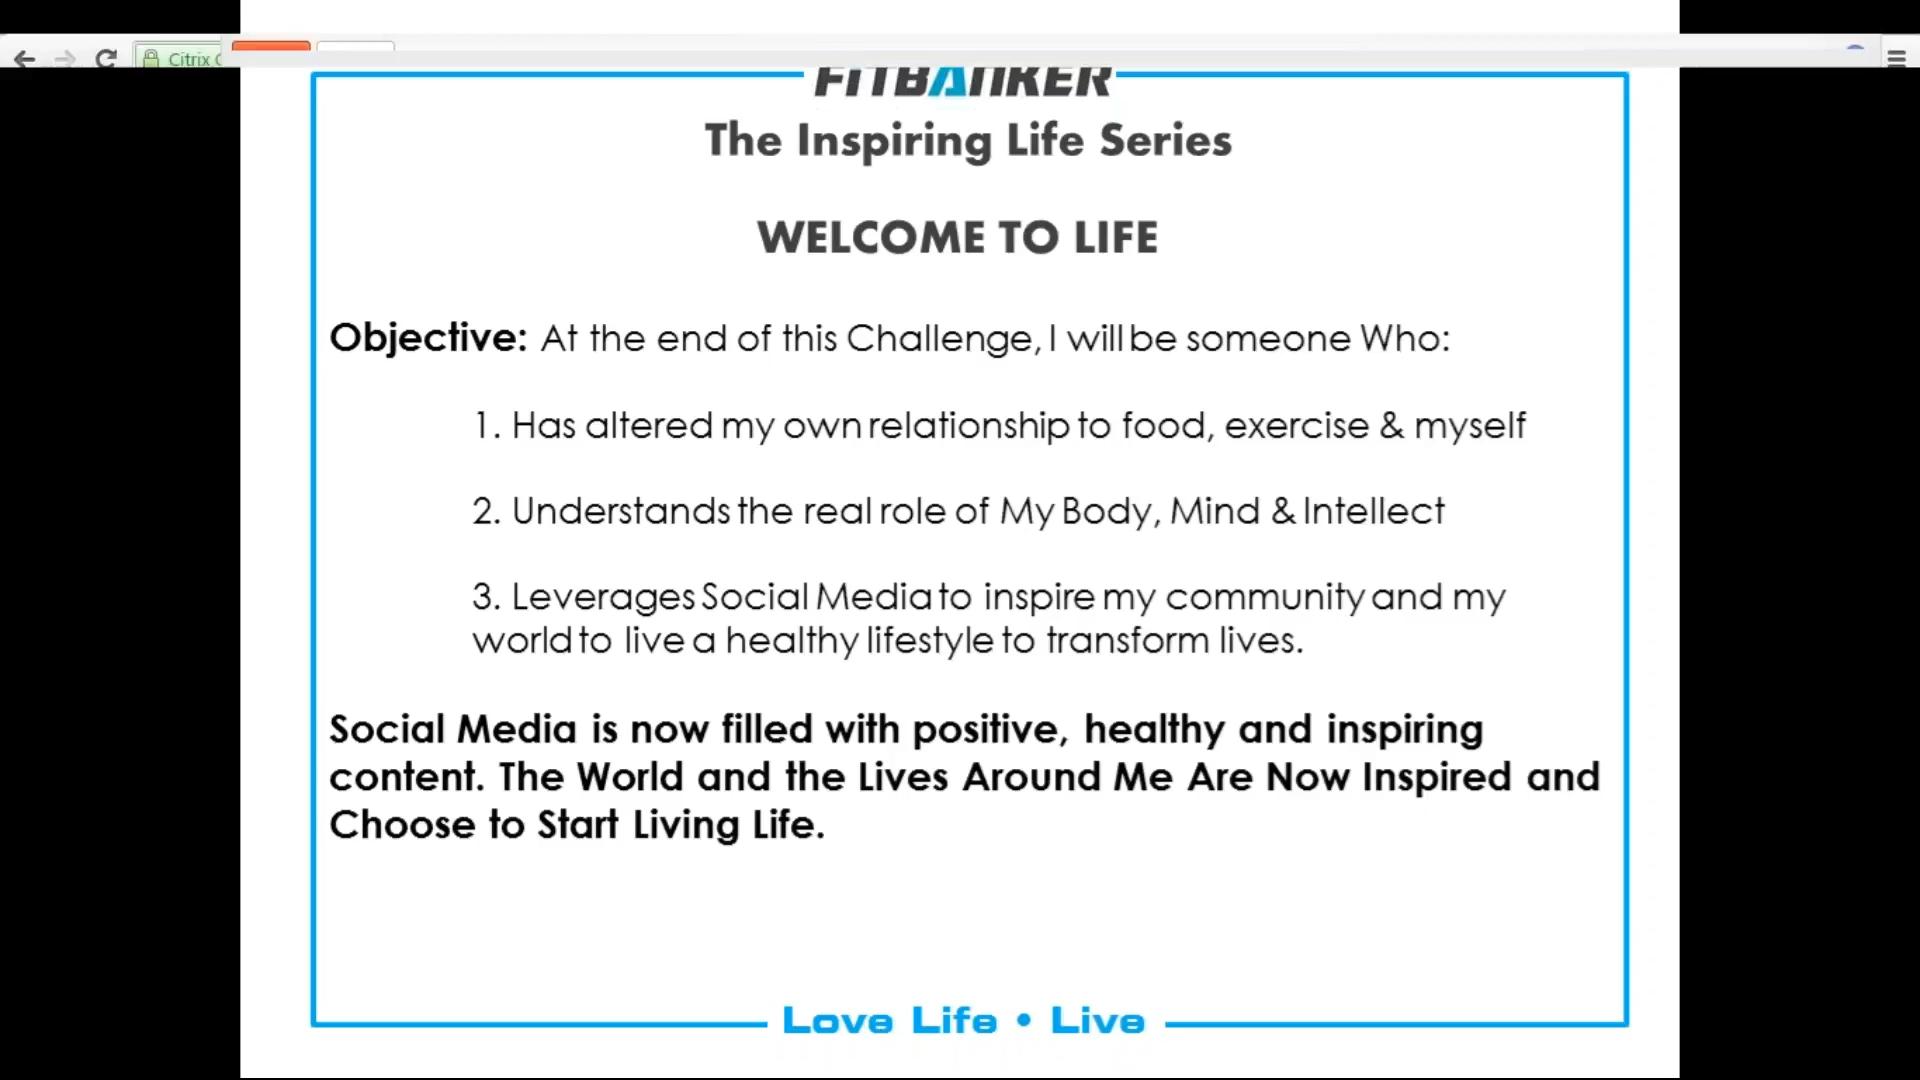 Citrix
FITBANKER
The Inspiring Life Series
WELCOME TO LIFE
Objective: At the end of this Challenge, I will be someone Who:
1. Has altered my own relationship to food, exercise & myself
2. Understands the real role of My Body, Mind & Intellect
3. Leverages Social Media to inspire my community and my
world to live a healthy lifestyle to transform lives.
Social Media is now filled with positive, healthy and inspiring
content. The World and the Lives Around Me Are Now Inspired and
Choose to Start Living Life.
Love Life • Live